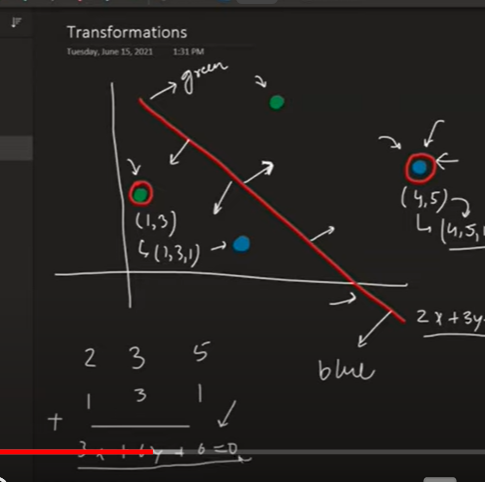 Transformations
Tuesday, June 15, 2021 1:31 PM
green
(1,3)
(1,3,1)
(4,5)
(4,5,
2x+3y
blue
2 3 5
1 3 1
+
3x+6y+6=0